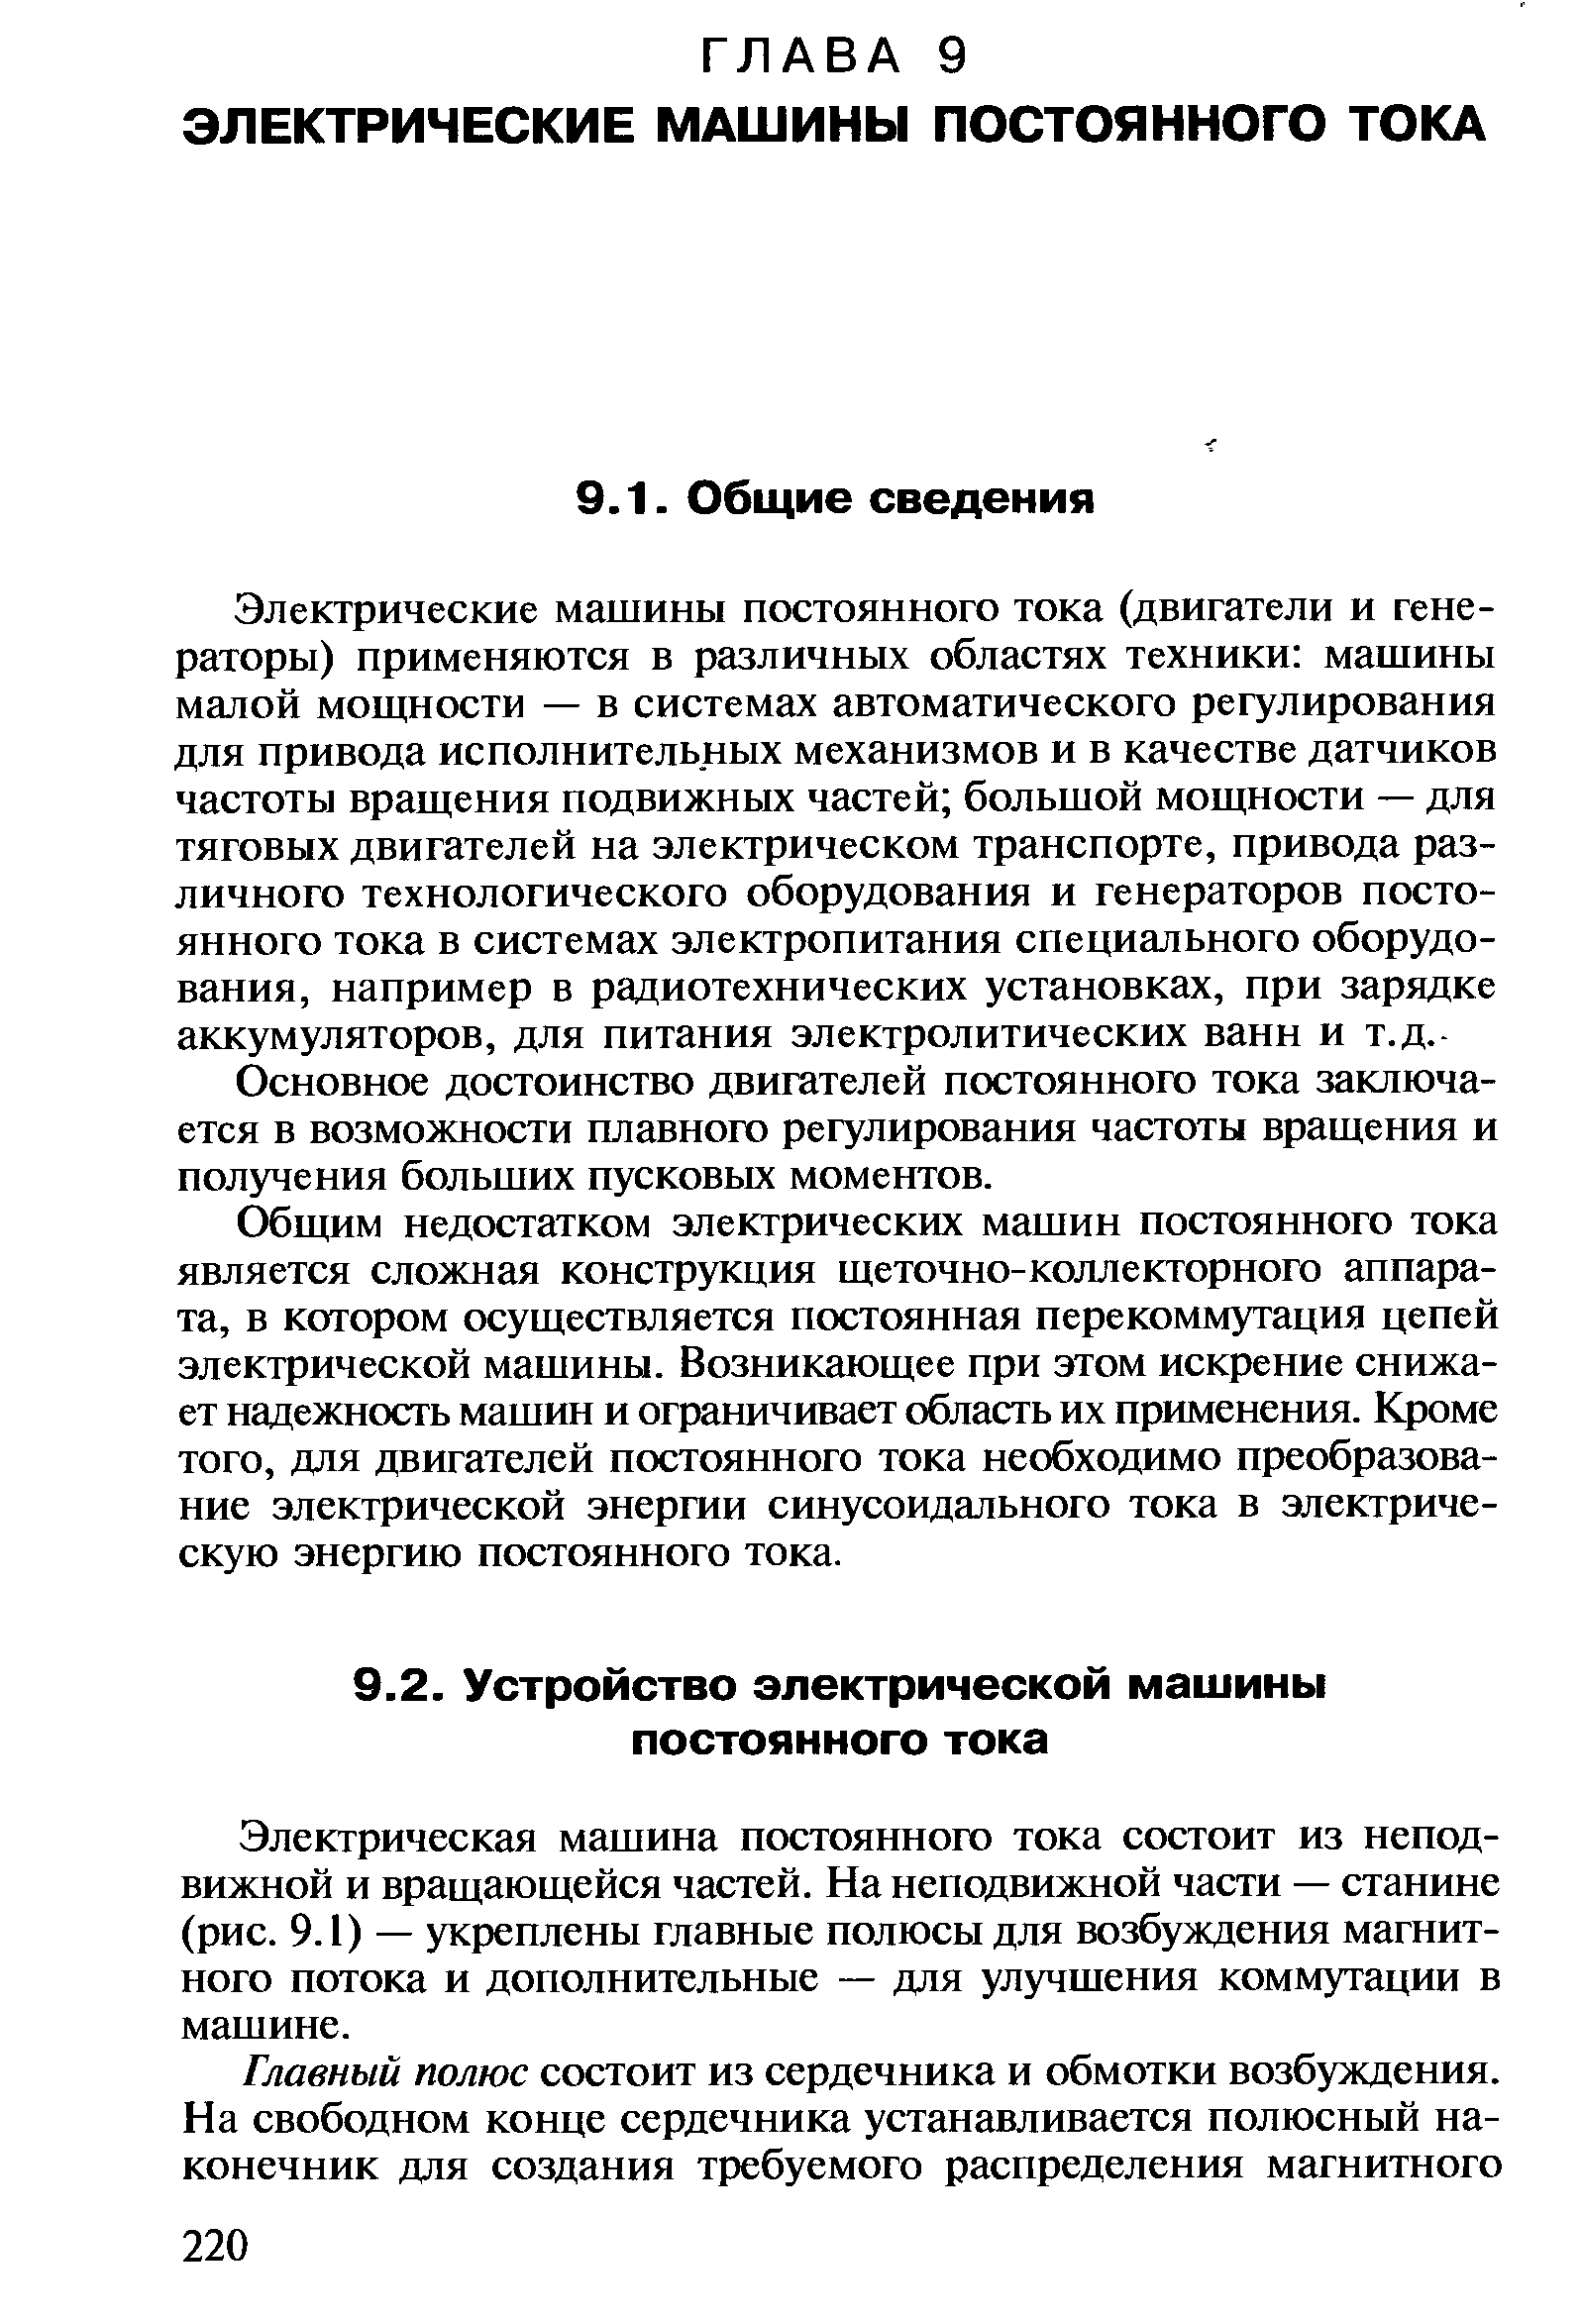 ГЛАВА 9
ЭЛЕКТРИЧЕСКИЕ МАШИНЫ ПОСТОЯННОГО ТОКА
9.1. Общие сведения
Электрические машины постоянного тока (двигатели и гене-
раторы) применяются в различных областях техники: машины
малой мощности — в системах автоматического регулирования
для привода исполнительных механизмов и в качестве датчиков
частоты вращения подвижных частей; большой мощности — для
тяговых двигателей на электрическом транспорте, привода раз-
личного технологического оборудования и генераторов посто-
янного тока в системах электропитания специального оборудо-
вания, например в радиотехнических установках, при зарядке
аккумуляторов, для питания электролитических ванн и т.д.
Основное достоинство двигателей постоянного тока заключа-
ется в возможности плавного регулирования частоты вращения и
получения больших пусковых моментов.
Общим недостатком электрических машин постоянного тока
является сложная конструкция щеточно-коллекторного аппара-
та, в котором осуществляется постоянная перекоммутация цепей
электрической машины. Возникающее при этом искрение снижа-
ет надежность машин и ограничивает область их применения. Кроме
того, для двигателей постоянного тока необходимо преобразова-
ние электрической энергии синусоидального тока в электриче-
скую энергию постоянного тока.
9.2. Устройство электрической машины
постоянного тока
Электрическая машина постоянного тока состоит из непод-
вижной и вращающейся частей. На неподвижной части — станине
(рис. 9.1) — укреплены главные полюсы для возбуждения магнит-
ного потока и дополнительные — для улучшения коммутации в
машине.
Главный полюс состоит из сердечника и обмотки возбуждения.
На свободном конце сердечника устанавливается полюсный на-
конечник для создания требуемого распределения магнитного
220